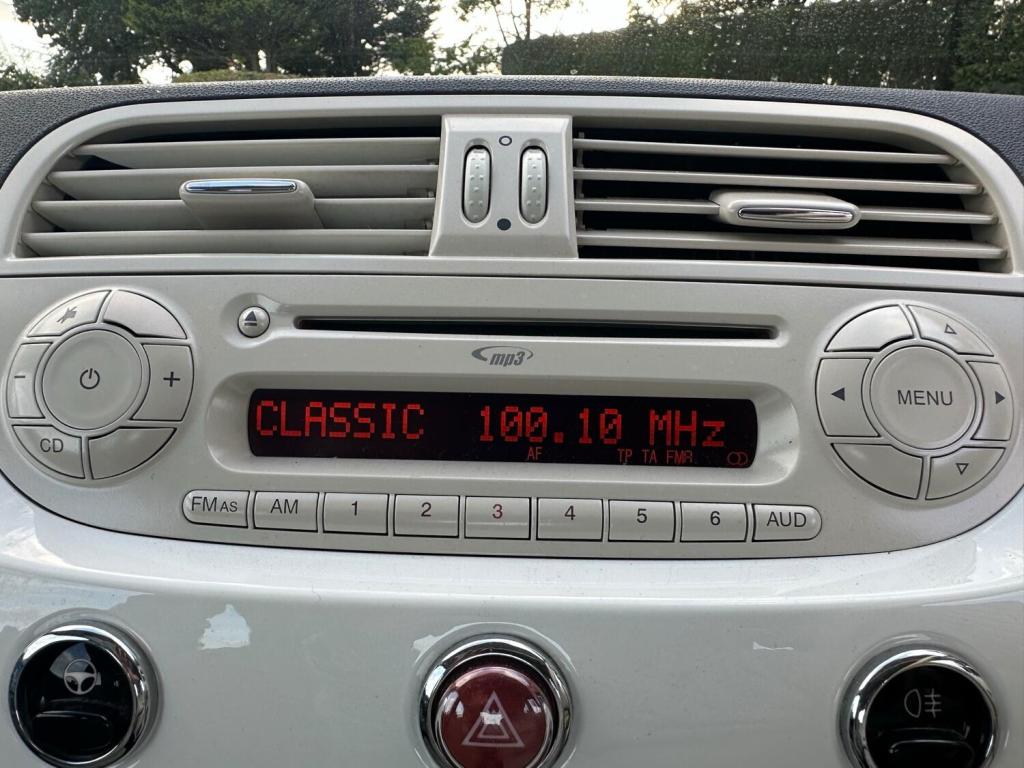 mp3
CLASSIC 100.10 MHz
AF TP TA FMA
CD
MENU
FM AS AM 1 2 3 4 5 6 AUD